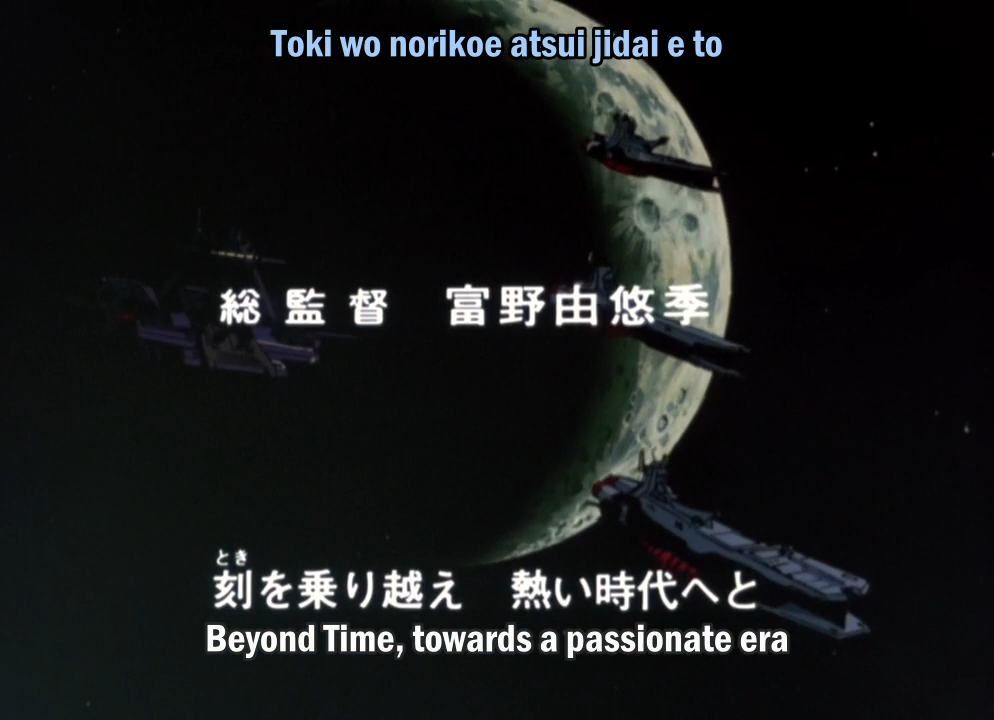 Toki wo norikoe atsui jidai e to
総監督 富野由悠季
とき
刻を乗り越え 熱い時代へと
Beyond Time, towards a passionate era